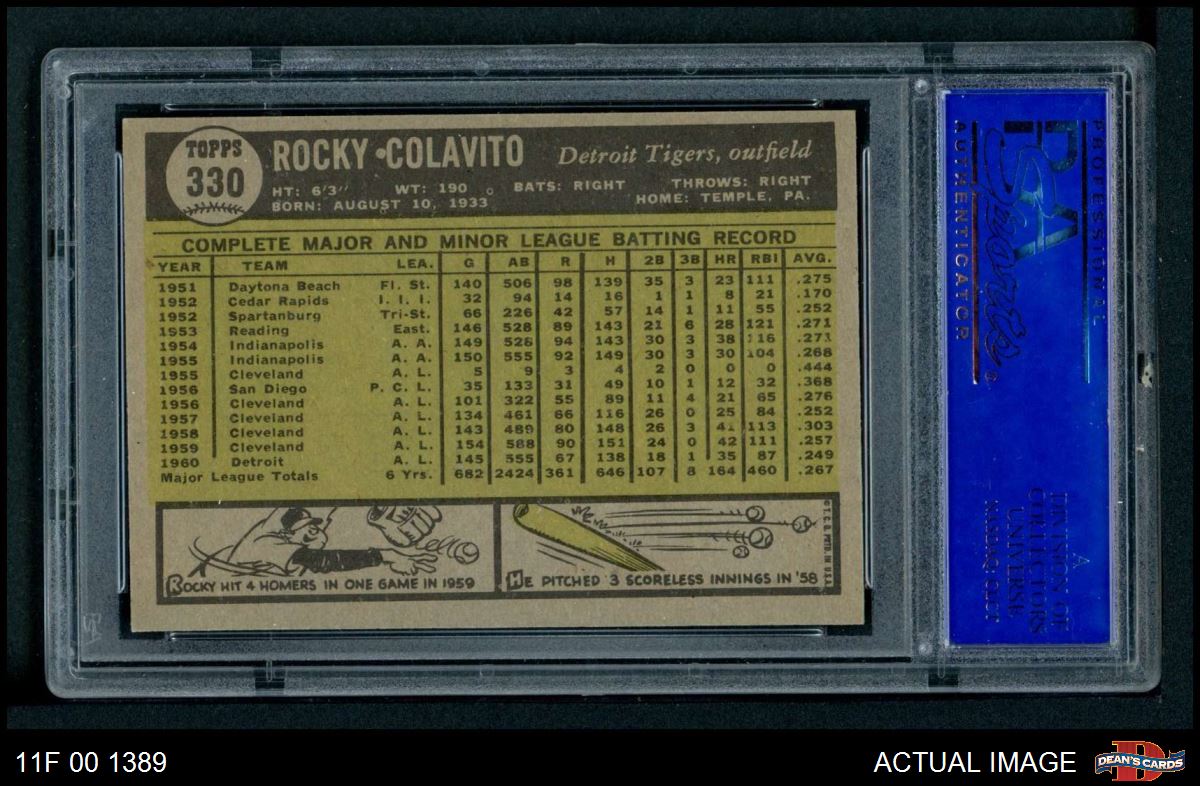 TOPPS
330
ROCKY • COLAVITO
Detroit Tigers, outfield
HT: 6'3" WT: 190 BATS: RIGHT THROWS: RIGHT
BORN: AUGUST 10, 1933 HOME: TEMPLE, PA.
COMPLETE MAJOR AND MINOR LEAGUE BATTING RECORD
YEAR TEAM LEA. G AB R H 2B 3B HR RBI AVG.
1951 Daytona Beach Fl. St. 140 506 98 139 35 3 23 111 .275
1952 Cedar Rapids I. I. I. 32 94 14 16 1 1 8 21 .170
1952 Spartanburg Tri-St. 66 226 42 57 14 1 11 55 .252
1953 Reading East. 146 528 89 143 21 6 28 121 .271
1954 Indianapolis A. A. 149 528 94 143 30 3 38 116 .271
1955 Indianapolis A. A. 150 555 92 149 30 3 30 104 .268
1955 Cleveland A. L. 5 9 3 4 2 0 0 0 .444
1956 San Diego P. C. L. 35 133 31 49 10 1 12 32 .368
1956 Cleveland A. L. 101 322 55 89 11 4 21 65 .276
1957 Cleveland A. L. 134 461 66 116 26 0 25 84 .252
1958 Cleveland A. L. 143 489 80 148 26 3 41 113 .303
1959 Cleveland A. L. 154 588 90 151 24 0 42 111 .257
1960 Detroit A. L. 145 555 67 138 18 1 35 87 .249
Major League Totals 6 Yrs. 682 2424 361 646 107 8 164 460 .267
ROCKY HIT 4 HOMERS IN ONE GAME IN 1959
HE PITCHED 3 SCORELESS INNINGS IN '58
© T.C.G. PRTD. IN U.S.A.
PROFESSIONAL
PSA
Sports
AUTHENTICATOR
A
DIVISION OF
COLLECTORS
UNIVERSE
NASDAQ: CLCT
11F 00 1389
ACTUAL IMAGE
DEAN'S CARDS